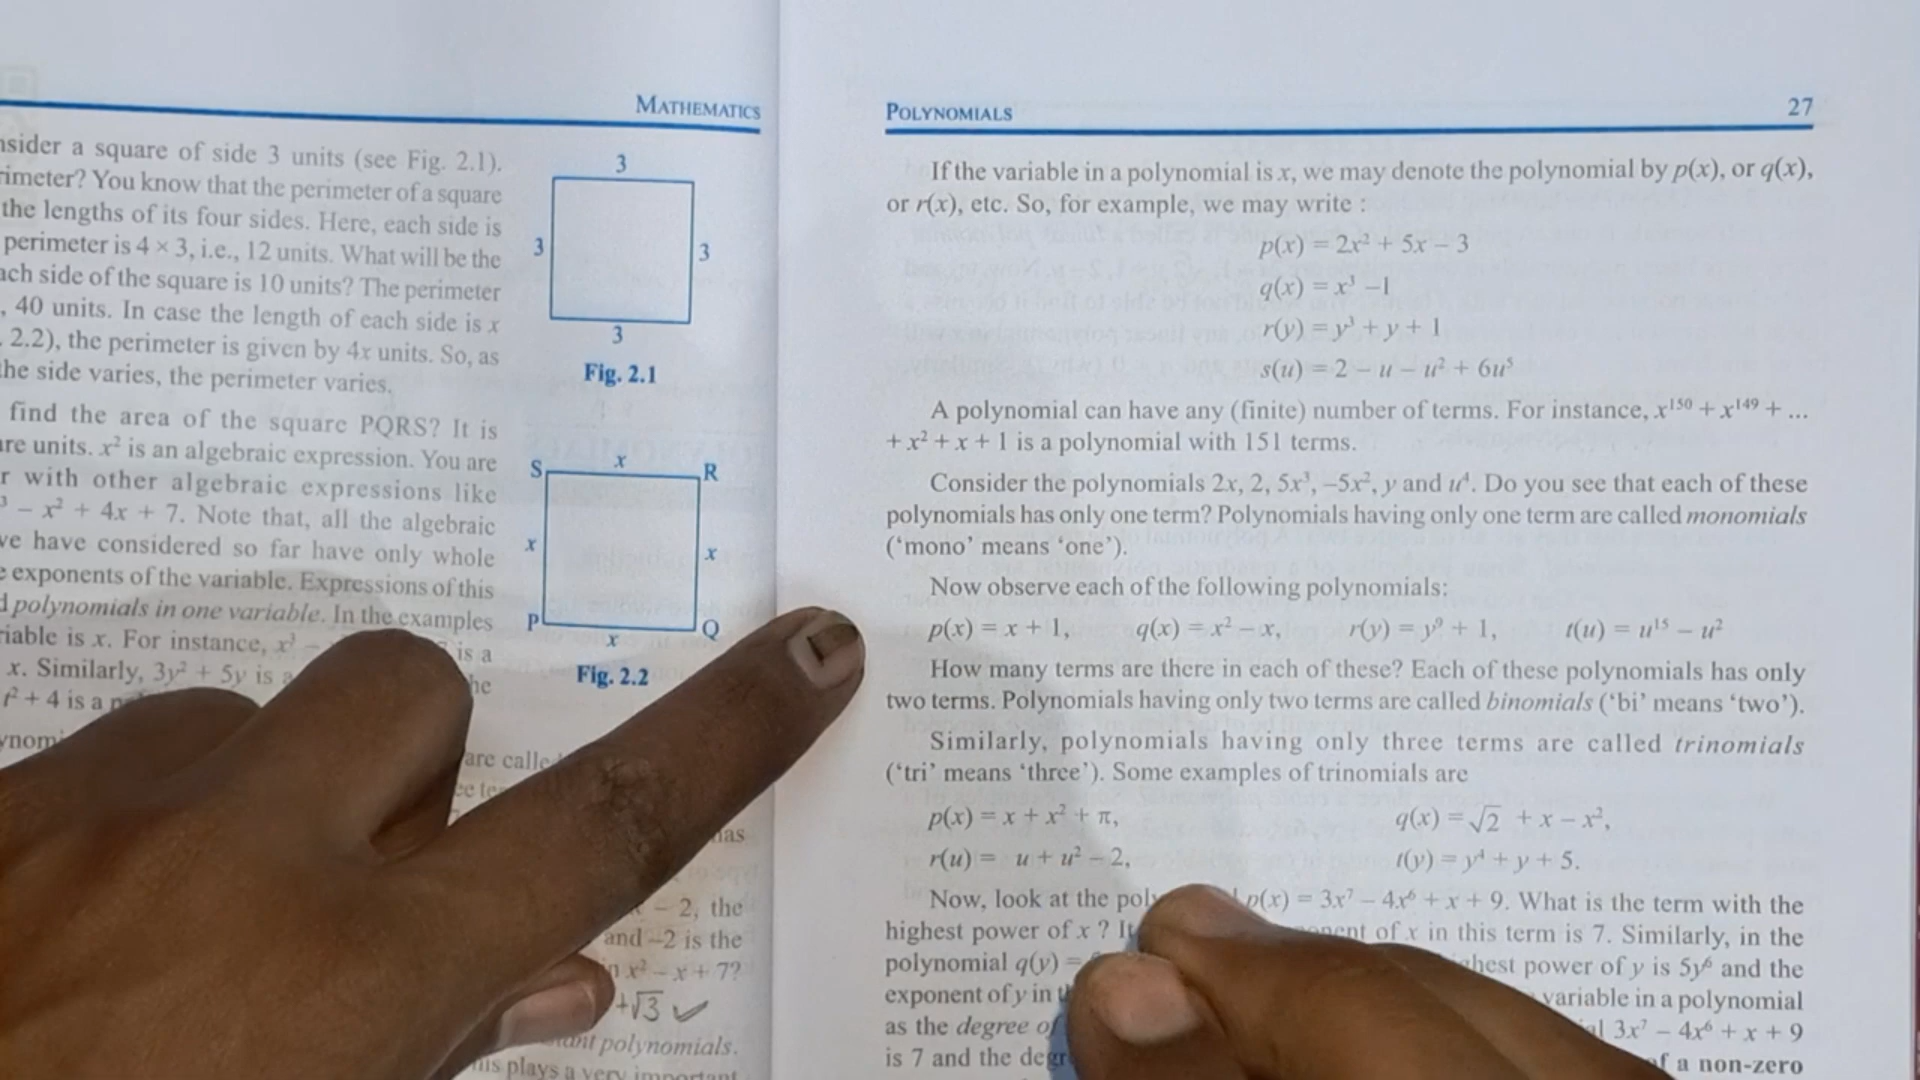 MATHEMATICS
nsider a square of side 3 units (see Fig. 2.1).
rimeter? You know that the perimeter of a square
the lengths of its four sides. Here, each side is
perimeter is 4 × 3, i.e., 12 units. What will be the
ach side of the square is 10 units? The perimeter
, 40 units. In case the length of each side is x
2.2), the perimeter is given by 4x units. So, as
the side varies, the perimeter varies.
3
3
3
3
Fig. 2.1
find the area of the square PQRS? It is
are units. x² is an algebraic expression. You are
r with other algebraic expressions like
³ – x² + 4x + 7. Note that, all the algebraic
ve have considered so far have only whole
e exponents of the variable. Expressions of this
d polynomials in one variable. In the examples
riable is x. For instance, x³ – is a
x. Similarly, 3y² + 5y is a he
t² + 4 is a p
S x R
x x
P x Q
Fig. 2.2
ynomi
are calle
ee te
has
– 2, the
and –2 is the
in x² – x + 7?
+√3 ✓
ant polynomials.
his plays a very important
POLYNOMIALS 27
If the variable in a polynomial is x, we may denote the polynomial by p(x), or q(x),
or r(x), etc. So, for example, we may write :
p(x) = 2x² + 5x – 3
q(x) = x³ –1
r(y) = y³ + y + 1
s(u) = 2 – u – u² + 6u⁵
A polynomial can have any (finite) number of terms. For instance, x¹⁵⁰ + x¹⁴⁹ + ...
+ x² + x + 1 is a polynomial with 151 terms.
Consider the polynomials 2x, 2, 5x³, –5x², y and u⁴. Do you see that each of these
polynomials has only one term? Polynomials having only one term are called monomials
(‘mono’ means ‘one’).
Now observe each of the following polynomials:
p(x) = x + 1, q(x) = x² – x, r(y) = y⁹ + 1, t(u) = u¹⁵ – u²
How many terms are there in each of these? Each of these polynomials has only
two terms. Polynomials having only two terms are called binomials (‘bi’ means ‘two’).
Similarly, polynomials having only three terms are called trinomials
(‘tri’ means ‘three’). Some examples of trinomials are
p(x) = x + x² + π, q(x) = √2 + x – x²,
r(u) = u + u² – 2, t(y) = y⁴ + y + 5.
Now, look at the poly p(x) = 3x⁷ – 4x⁶ + x + 9. What is the term with the
highest power of x ? It onent of x in this term is 7. Similarly, in the
polynomial q(y) = ghest power of y is 5y⁶ and the
exponent of y in t variable in a polynomial
as the degree of al 3x⁷ – 4x⁶ + x + 9
is 7 and the degr of a non-zero